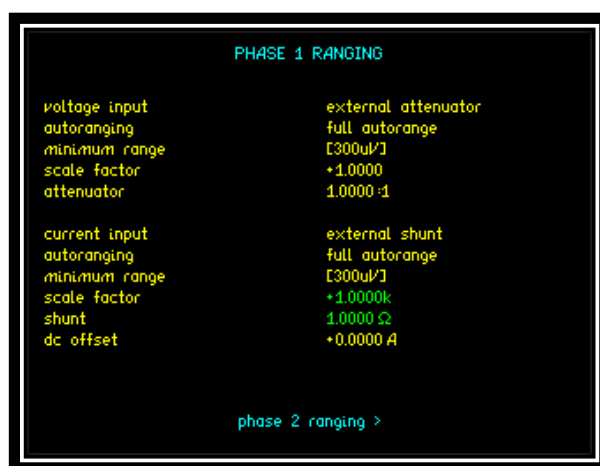 PHASE 1 RANGING
voltage input external attenuator
autoranging full autorange
minimum range [300uV]
scale factor +1.0000
attenuator 1.0000:1
current input external shunt
autoranging full autorange
minimum range [300uV]
scale factor +1.0000k
shunt 1.0000 Ω
dc offset +0.0000 A
phase 2 ranging >